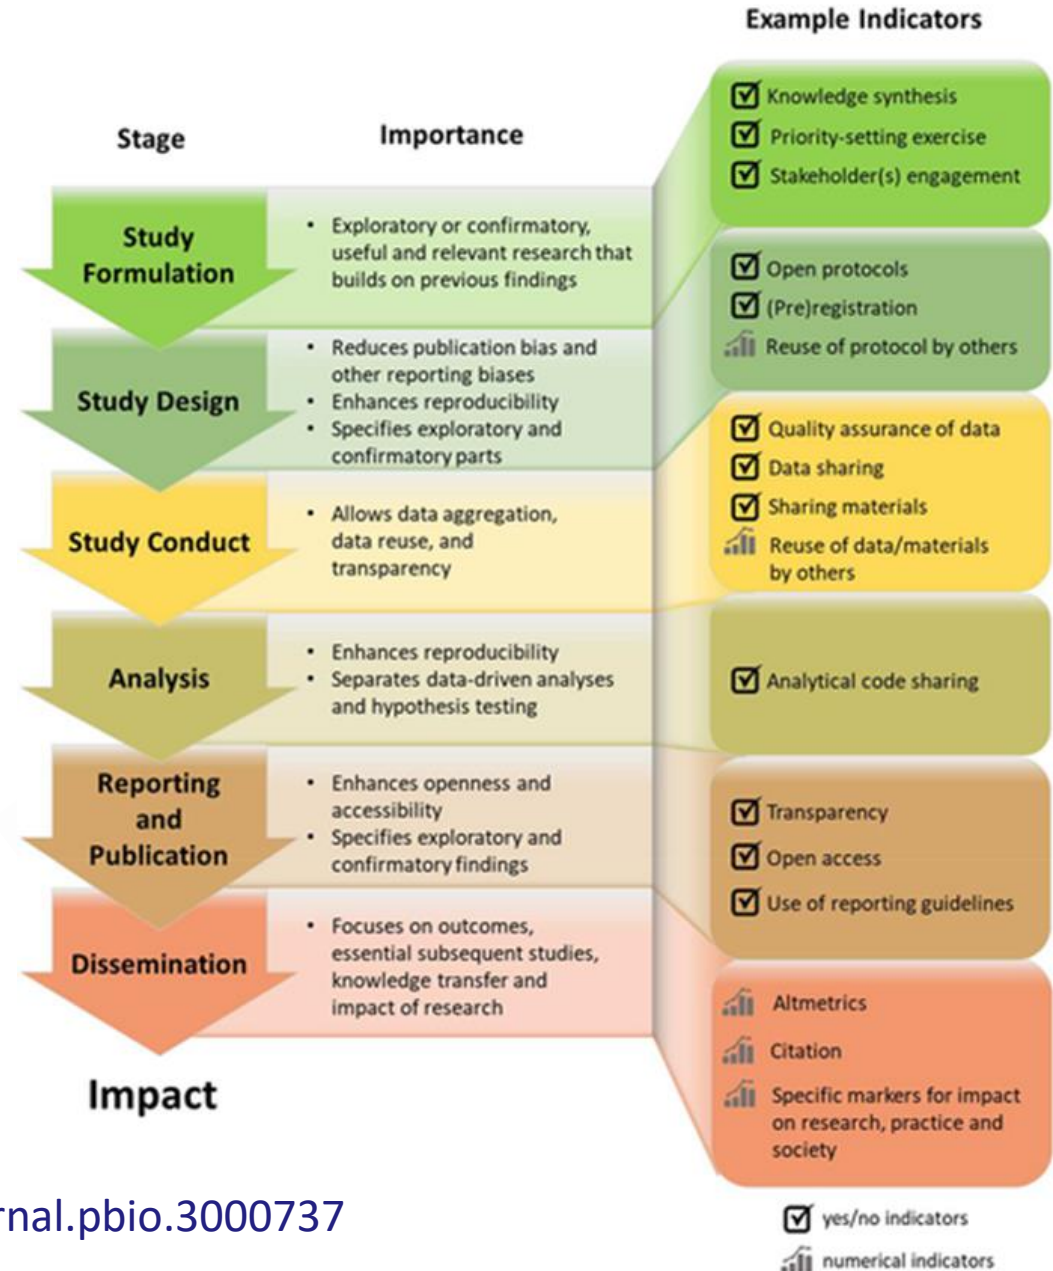 Example Indicators
Stage
Importance
Study
Formulation
• Exploratory or confirmatory,
useful and relevant research that
builds on previous findings
Knowledge synthesis
Priority-setting exercise
Stakeholder(s) engagement
Study Design
• Reduces publication bias and
other reporting biases
• Enhances reproducibility
• Specifies exploratory and
confirmatory parts
Open protocols
(Pre)registration
Reuse of protocol by others
Study Conduct
• Allows data aggregation,
data reuse, and
transparency
Quality assurance of data
Data sharing
Sharing materials
Reuse of data/materials
by others
Analysis
• Enhances reproducibility
• Separates data-driven analyses
and hypothesis testing
Analytical code sharing
Reporting
and
Publication
• Enhances openness and
accessibility
• Specifies exploratory and
confirmatory findings
Transparency
Open access
Use of reporting guidelines
Dissemination
• Focuses on outcomes,
essential subsequent studies,
knowledge transfer and
impact of research
Altmetrics
Citation
Specific markers for impact
on research, practice and
society
Impact
rnal.pbio.3000737
yes/no indicators
numerical indicators